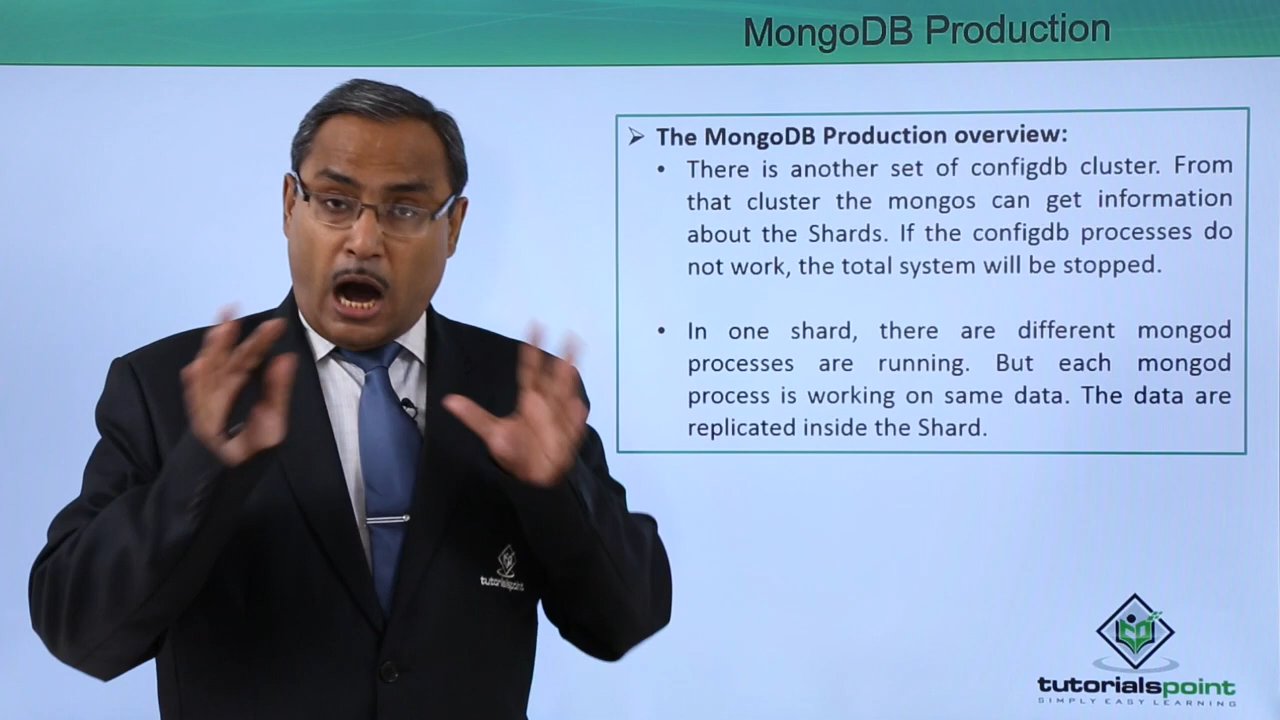 MongoDB Production
➢ The MongoDB Production overview:
• There is another set of configdb cluster. From
that cluster the mongos can get information
about the Shards. If the configdb processes do
not work, the total system will be stopped.
• In one shard, there are different mongod
processes are running. But each mongod
process is working on same data. The data are
replicated inside the Shard.
tutorialspoint
tutorialspoint
SIMPLY EASY LEARNING